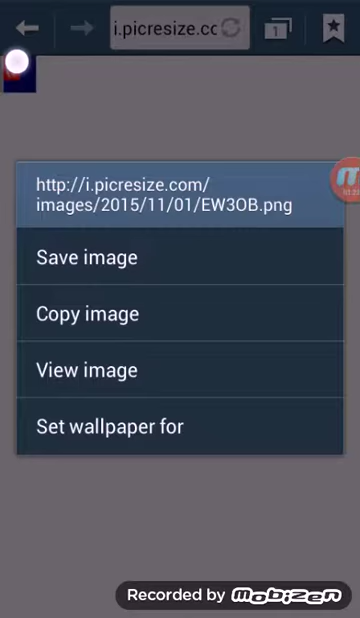 i.picresize.cc
1
http://i.picresize.com/
images/2015/11/01/EW3OB.png
Save image
Copy image
View image
Set wallpaper for
Recorded by mobizen